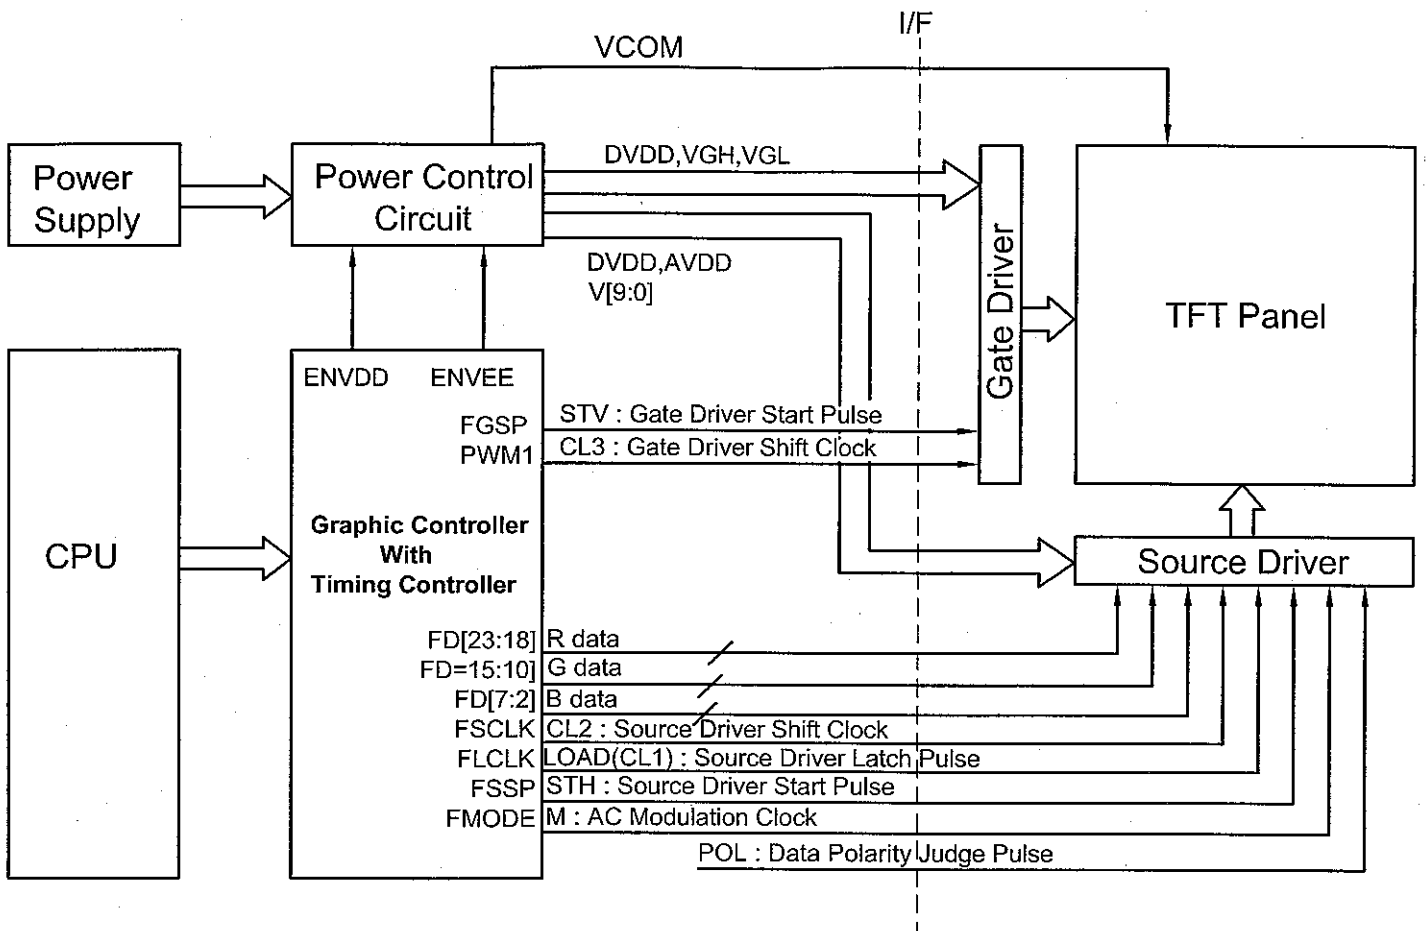 I/F
VCOM
Power
Supply
Power Control
Circuit
DVDD,VGH,VGL
DVDD,AVDD
V[9:0]
Gate Driver
TFT Panel
ENVDD
ENVEE
FGSP
STV : Gate Driver Start Pulse
PWM1
CL3 : Gate Driver Shift Clock
CPU
Graphic Controller
With
Timing Controller
Source Driver
FD[23:18]
R data
FD=15:10]
G data
FD[7:2]
B data
FSCLK
CL2 : Source Driver Shift Clock
FLCLK
LOAD(CL1) : Source Driver Latch Pulse
FSSP
STH : Source Driver Start Pulse
FMODE
M : AC Modulation Clock
POL : Data Polarity Judge Pulse